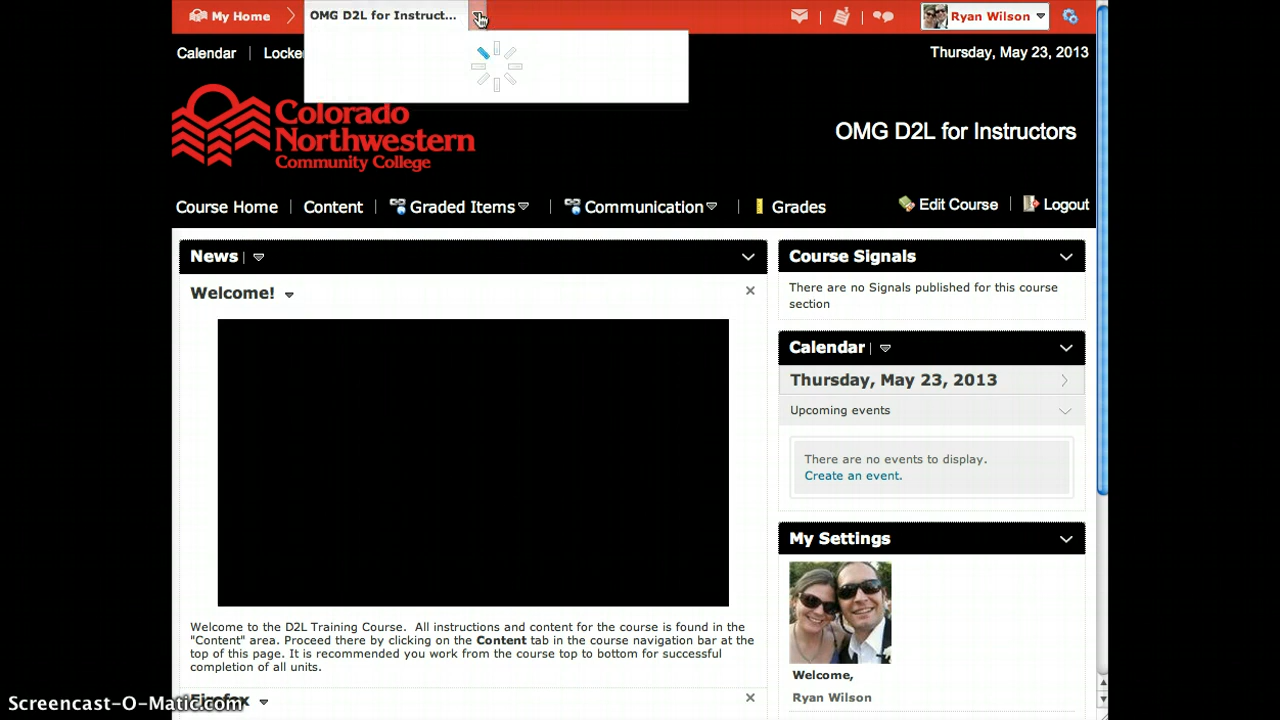 My Home
OMG D2L for Instruct...
Ryan Wilson
Calendar
Thursday, May 23, 2013
Colorado
Northwestern
Community College
OMG D2L for Instructors
Course Home
Content
Graded Items
Communication
Grades
Edit Course
Logout
News
Welcome!
Welcome to the D2L Training Course. All instructions and content for the course is found in the
"Content" area. Proceed there by clicking on the Content tab in the course navigation bar at the
top of this page. It is recommended you work from the course top to bottom for successful
completion of all units.
Firefox
Course Signals
There are no Signals published for this course
section
Calendar
Thursday, May 23, 2013
Upcoming events
There are no events to display.
Create an event.
My Settings
Welcome,
Ryan Wilson
Screencast-O-Matic.com